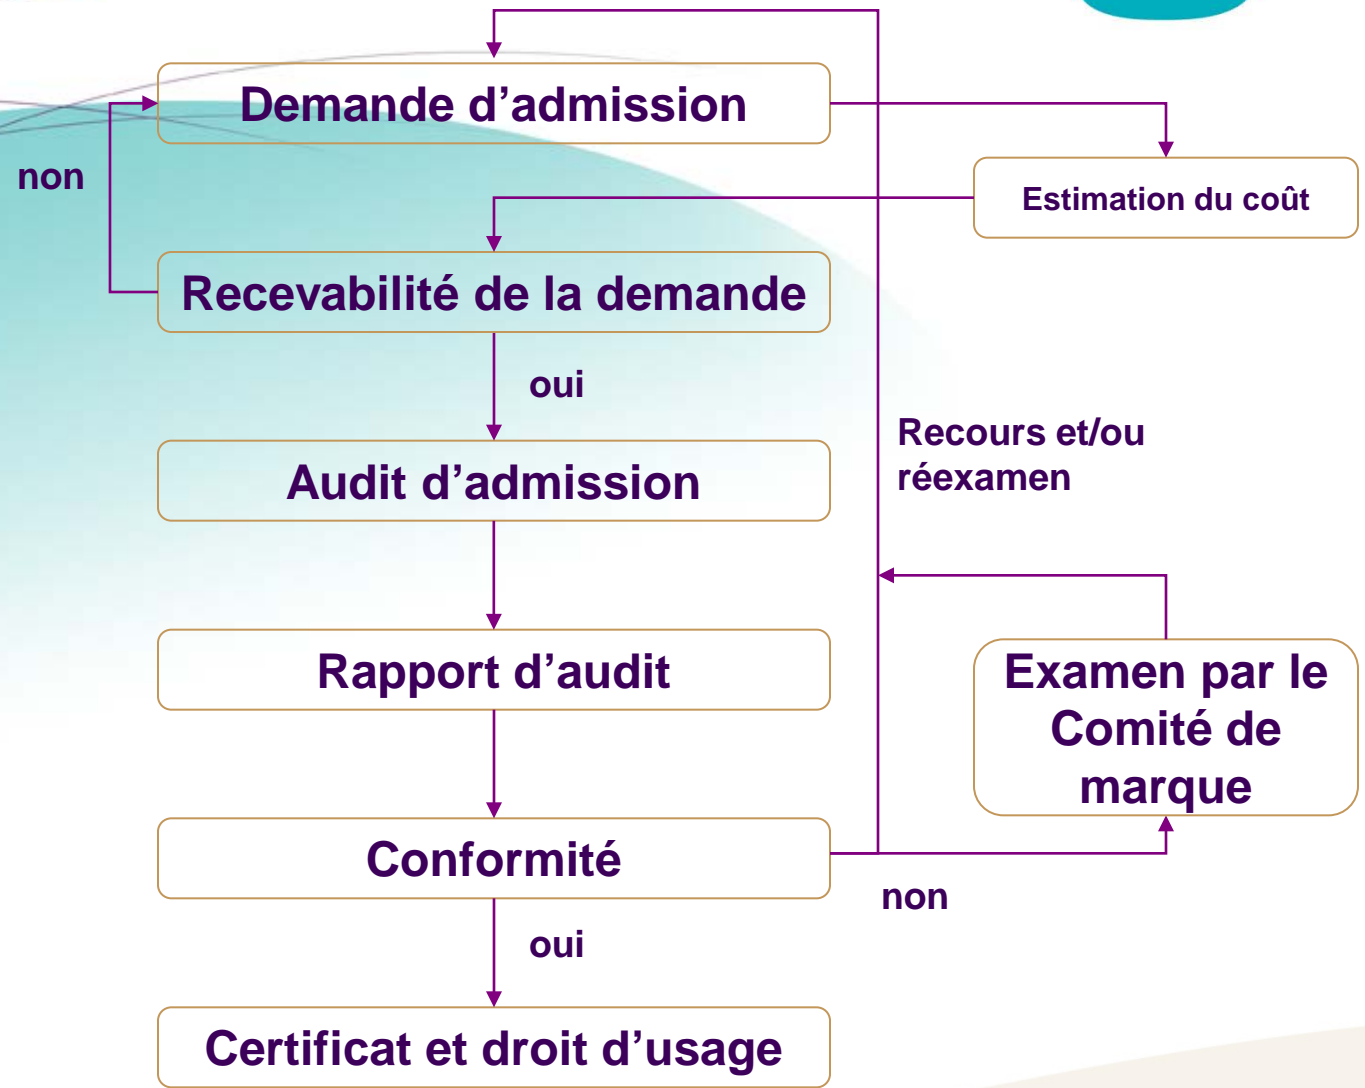 Demande d’admission
non
Estimation du coût
Recevabilité de la demande
oui
Recours et/ou
réexamen
Audit d’admission
Rapport d’audit
Examen par le
Comité de
marque
Conformité
non
oui
Certificat et droit d’usage